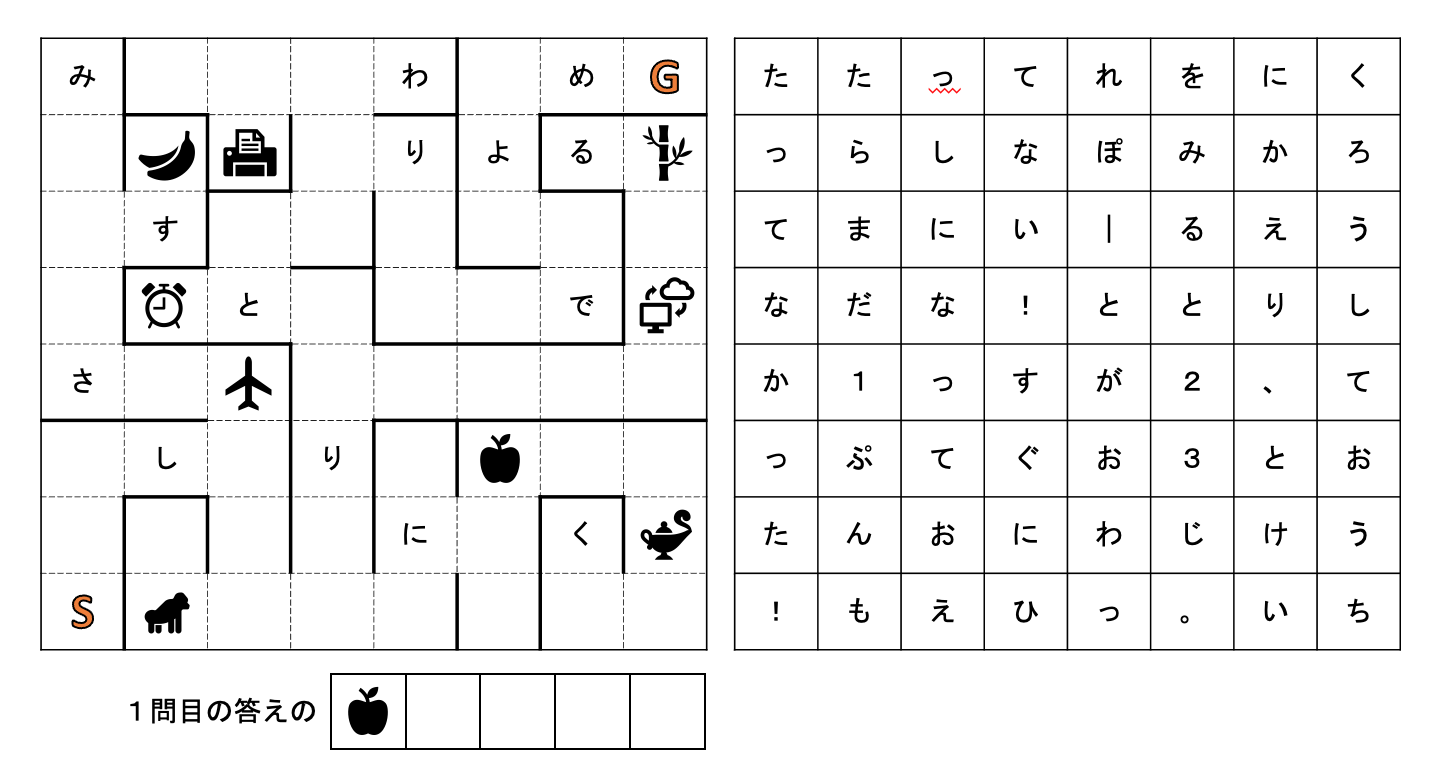 み わ め G
り よ る
す
と で
さ
し り
に く
S
1問目の答えの
た た っ て れ を に く
っ ら し な ぽ み か ろ
て ま に い | る え う
な だ な ! と と り し
か 1 っ す が 2 、 て
っ ぷ て ぐ お 3 と お
た ん お に わ じ け う
! も え ひ っ 。 い ち